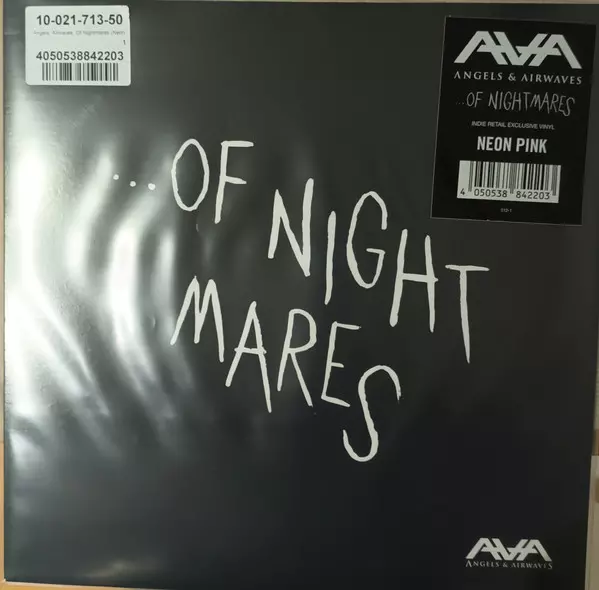 10-021-713-50
Angels, Airwaves, Of Nightmares (Neon)
1
4050538842203
AVA
ANGELS & AIRWAVES
...OF NIGHTMARES
INDIE RETAIL EXCLUSIVE VINYL
NEON PINK
4 050538 842203
...OF
NIGHT
MARES
AVA
ANGELS & AIRWAVES